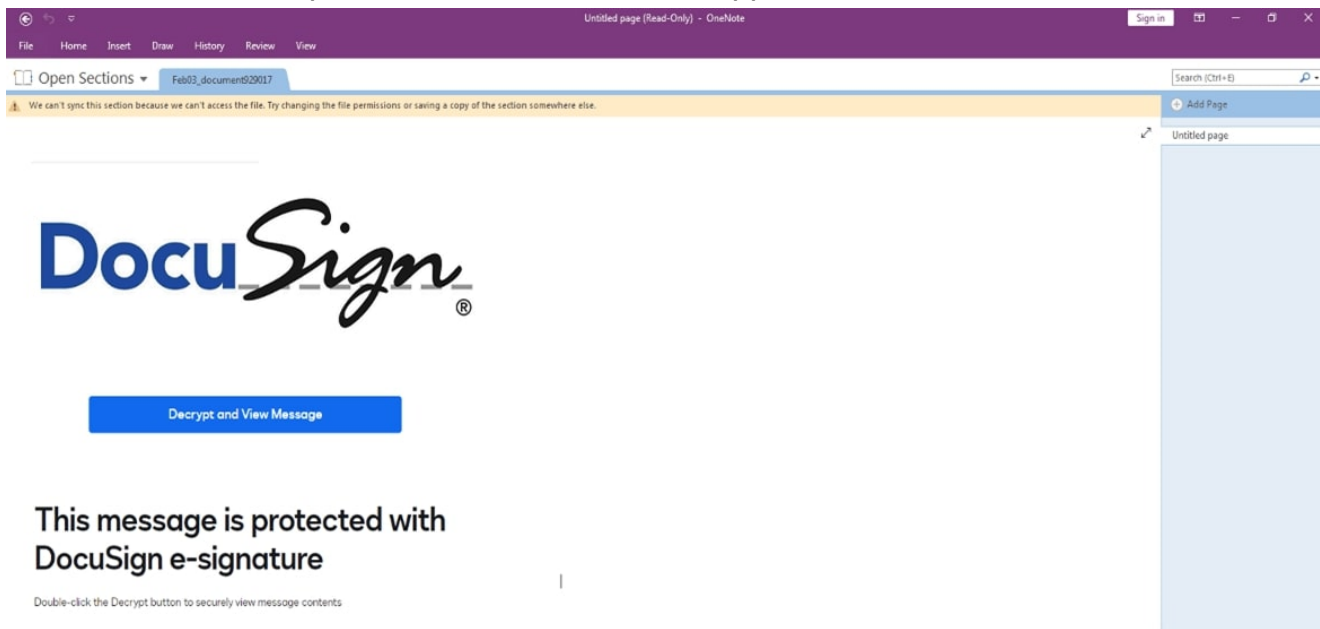 Untitled page (Read-Only) - OneNote
Sign in
File Home Insert Draw History Review View
Open Sections
Feb03_document929017
Search (Ctrl+E)
We can't sync this section because we can't access the file. Try changing the file permissions or saving a copy of the section somewhere else.
Add Page
Untitled page
DocuSign®
Decrypt and View Message
This message is protected with
DocuSign e-signature
Double-click the Decrypt button to securely view message contents